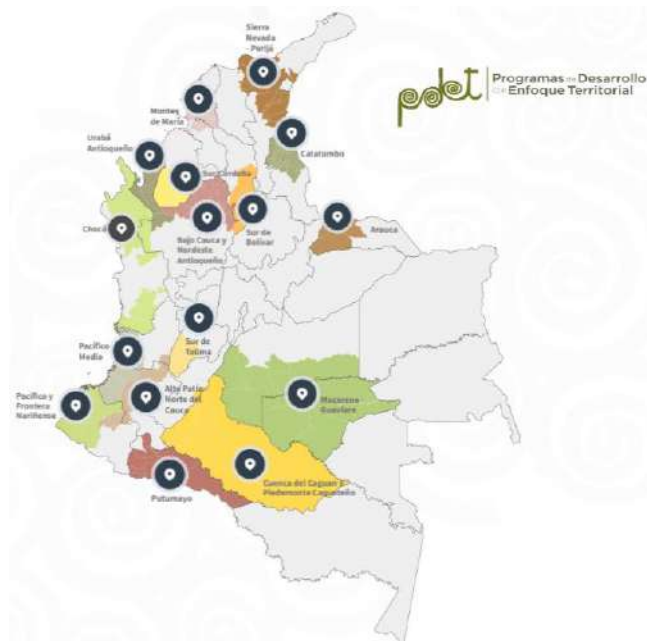 Sierra
Nevada
- Perijá
pdet
Programas de Desarrollo
con Enfoque Territorial
Montes
de María
Catatumbo
Urabá
Antioqueño
Sur Córdoba
Chocó
Bajo Cauca y
Nordeste
Antioqueño
Sur de
Bolívar
Arauca
Sur de
Tolima
Pacífico
Medio
Pacífico y
Frontera
Nariñense
Alto Patía
Norte del
Cauca
Macarena -
Guaviare
Cuenca del Caguan y
Piedemonte Caqueteño
Putumayo